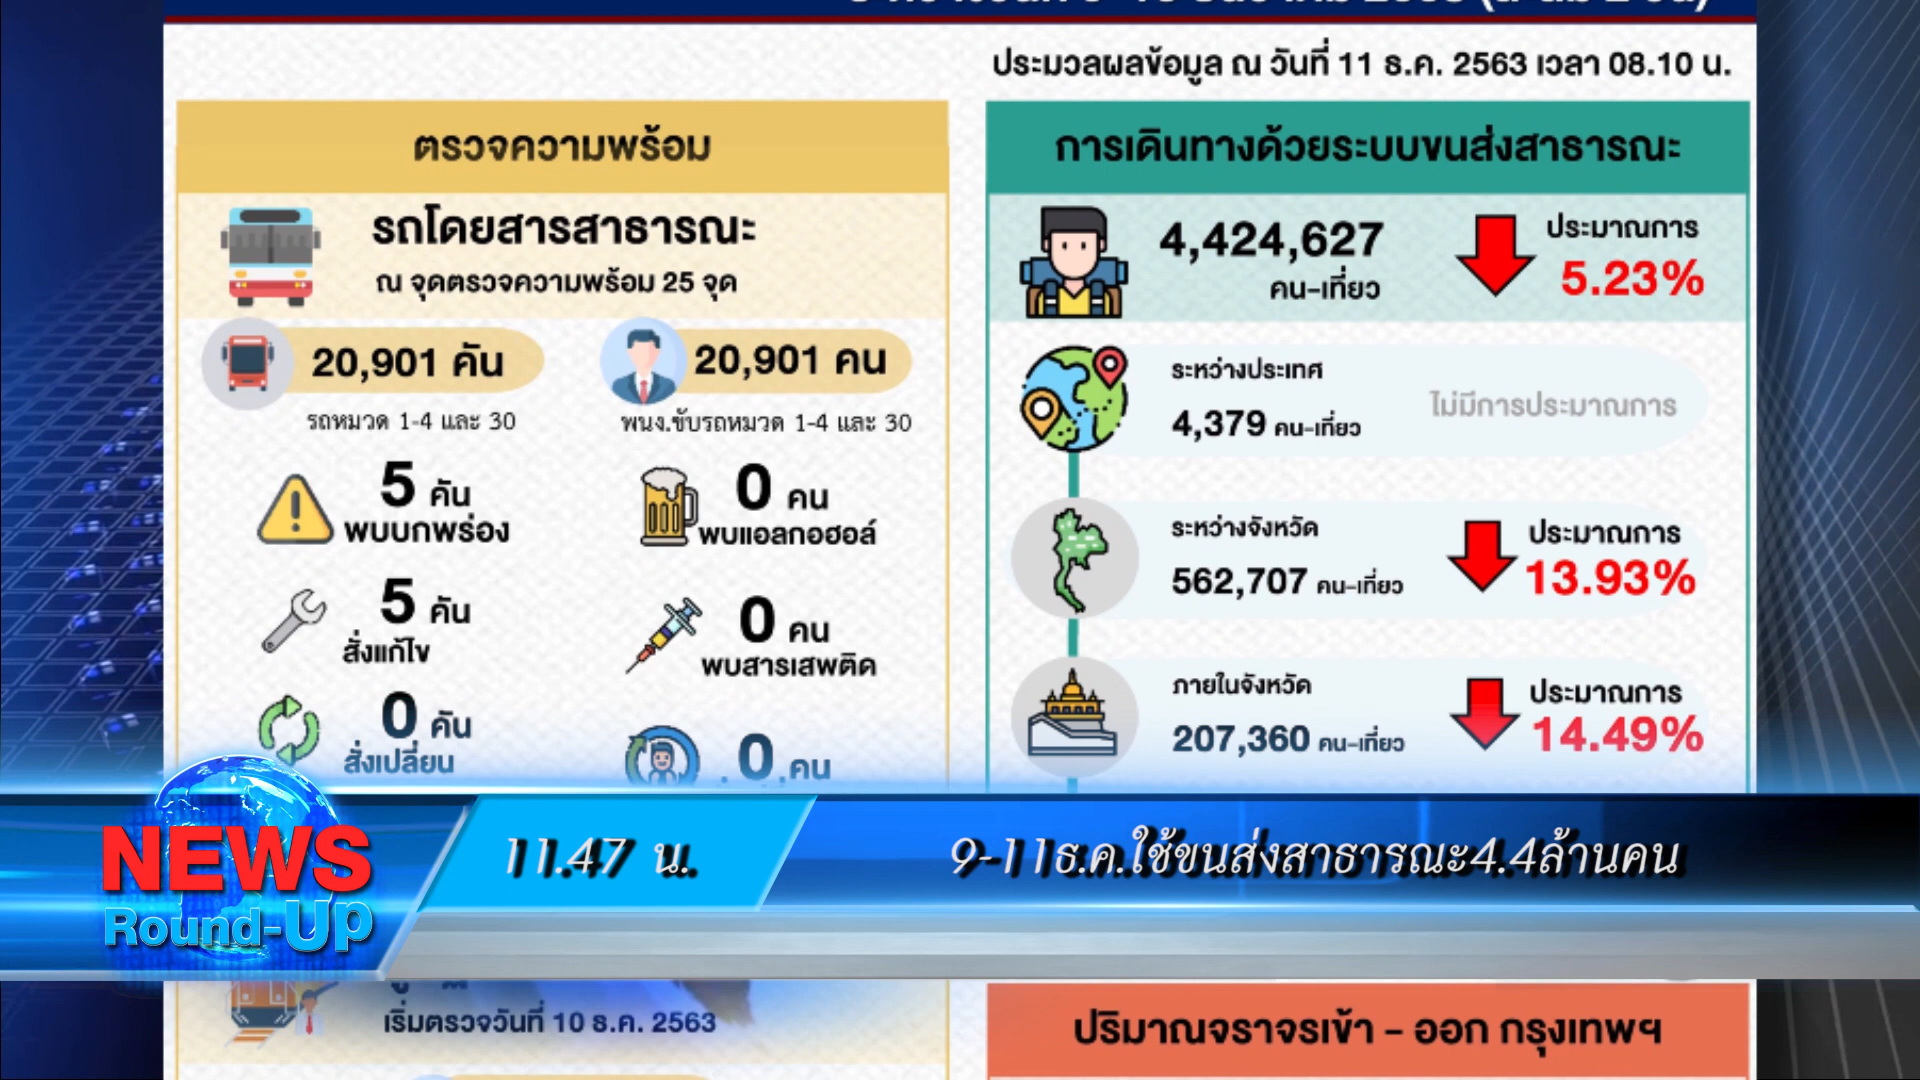 ประมวลผลข้อมูล ณ วันที่ 11 ธ.ค. 2563 เวลา 08.10 น.
ตรวจความพร้อม
รถโดยสารสาธารณะ
ณ จุดตรวจความพร้อม 25 จุด
20,901 คัน
รถหมวด 1-4 และ 30
20,901 คน
พนง.ขับรถหมวด 1-4 และ 30
5 คัน
พบบกพร่อง
0 คน
พบแอลกอฮอล์
5 คัน
สั่งแก้ไข
0 คน
พบสารเสพติด
0 คัน
สั่งเปลี่ยน
0 คน
การเดินทางด้วยระบบขนส่งสาธารณะ
4,424,627
คน-เที่ยว
ประมาณการ
5.23%
ระหว่างประเทศ
4,379 คน-เที่ยว
ไม่มีการประมาณการ
ระหว่างจังหวัด
562,707 คน-เที่ยว
ประมาณการ
13.93%
ภายในจังหวัด
207,360 คน-เที่ยว
ประมาณการ
14.49%
NEWS
Round-Up
11.47 น.
9-11ธ.ค.ใช้ขนส่งสาธารณะ4.4ล้านคน
เริ่มตรวจวันที่ 10 ธ.ค. 2563
ปริมาณจราจรเข้า - ออก กรุงเทพฯ